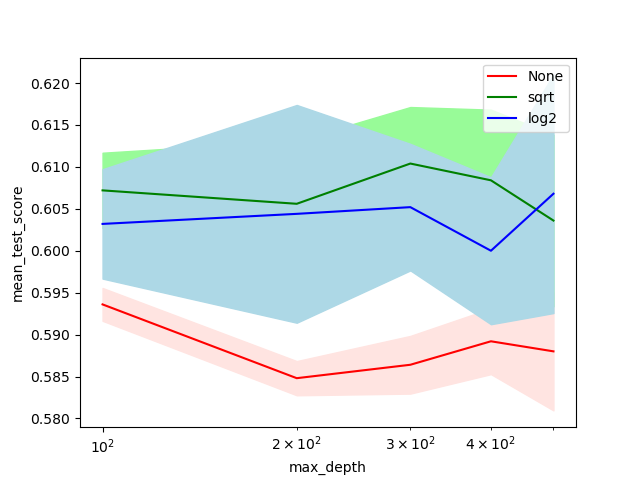 None
sqrt
log2
0.620
0.615
0.610
0.605
0.600
0.595
0.590
0.585
0.580
mean_test_score
10²
2 × 10²
3 × 10²
4 × 10²
max_depth